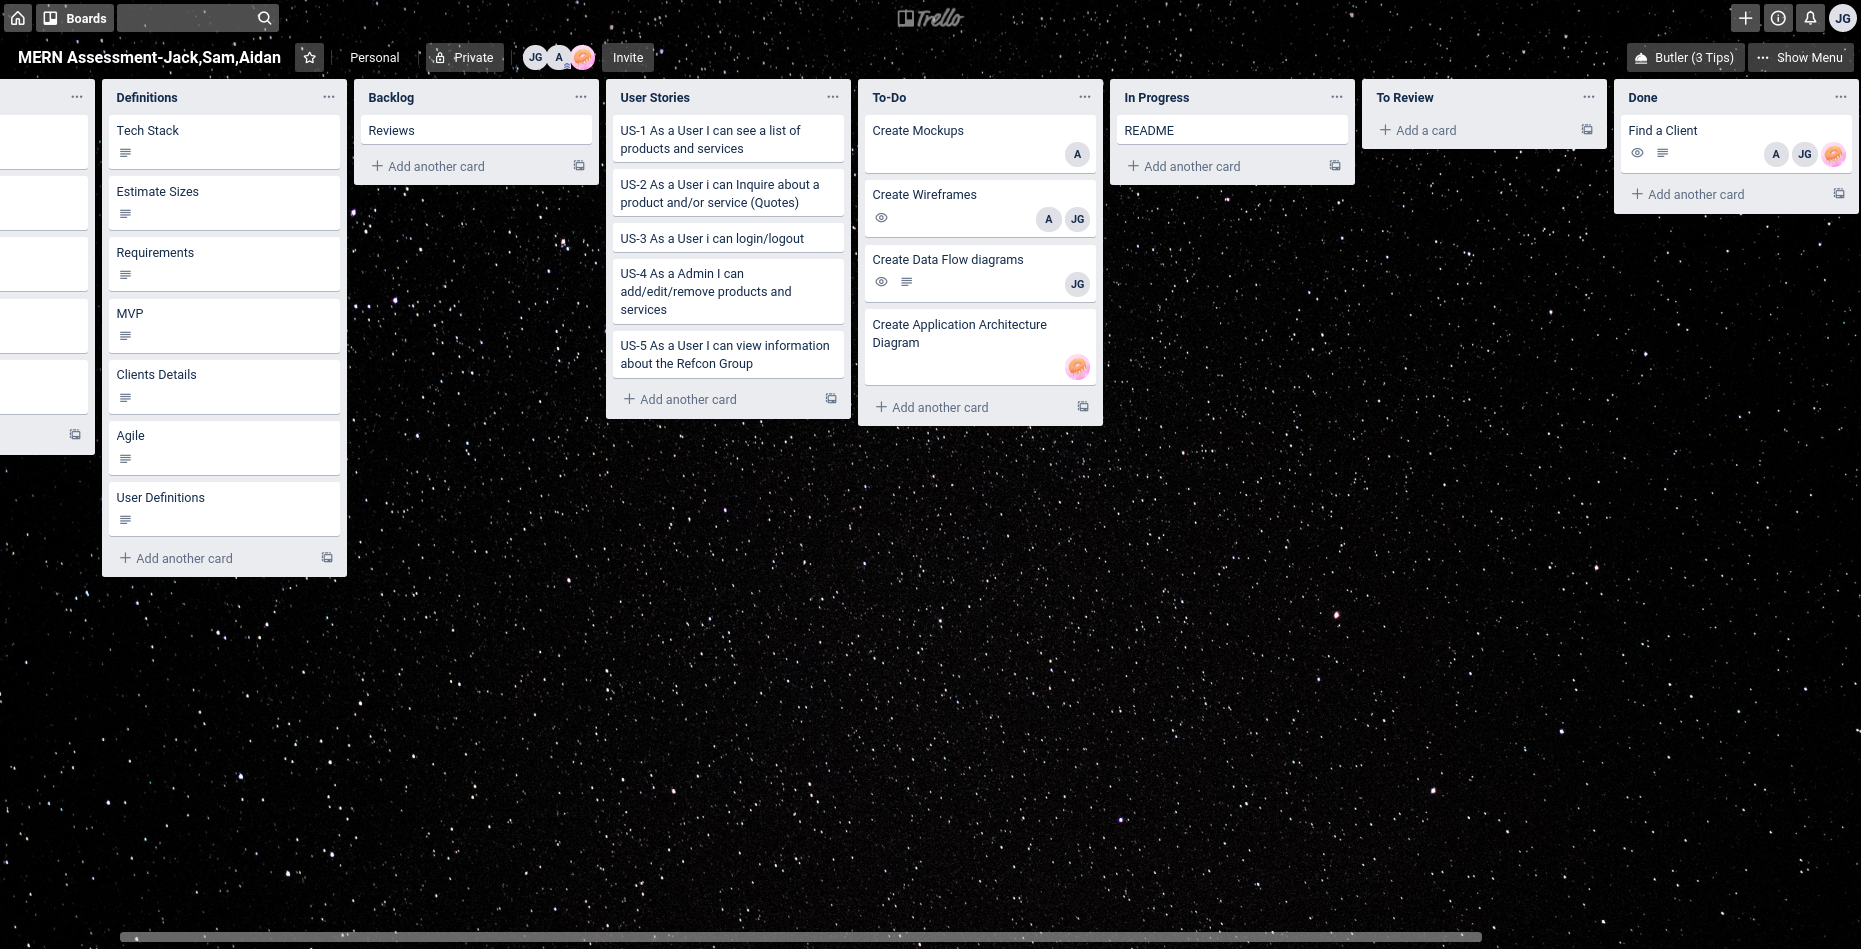 Boards
Trello
JG
MERN Assessment-Jack,Sam,Aidan
Personal
Private
JG
A
Invite
Butler (3 Tips)
Show Menu
Definitions
Tech Stack
Estimate Sizes
Requirements
MVP
Clients Details
Agile
User Definitions
Add another card
Backlog
Reviews
Add another card
User Stories
US-1 As a User I can see a list of
products and services
US-2 As a User i can Inquire about a
product and/or service (Quotes)
US-3 As a User i can login/logout
US-4 As a Admin I can
add/edit/remove products and
services
US-5 As a User I can view information
about the Refcon Group
Add another card
To-Do
Create Mockups
A
Create Wireframes
A
JG
Create Data Flow diagrams
JG
Create Application Architecture
Diagram
Add another card
In Progress
README
Add another card
To Review
Add a card
Done
Find a Client
A
JG
Add another card